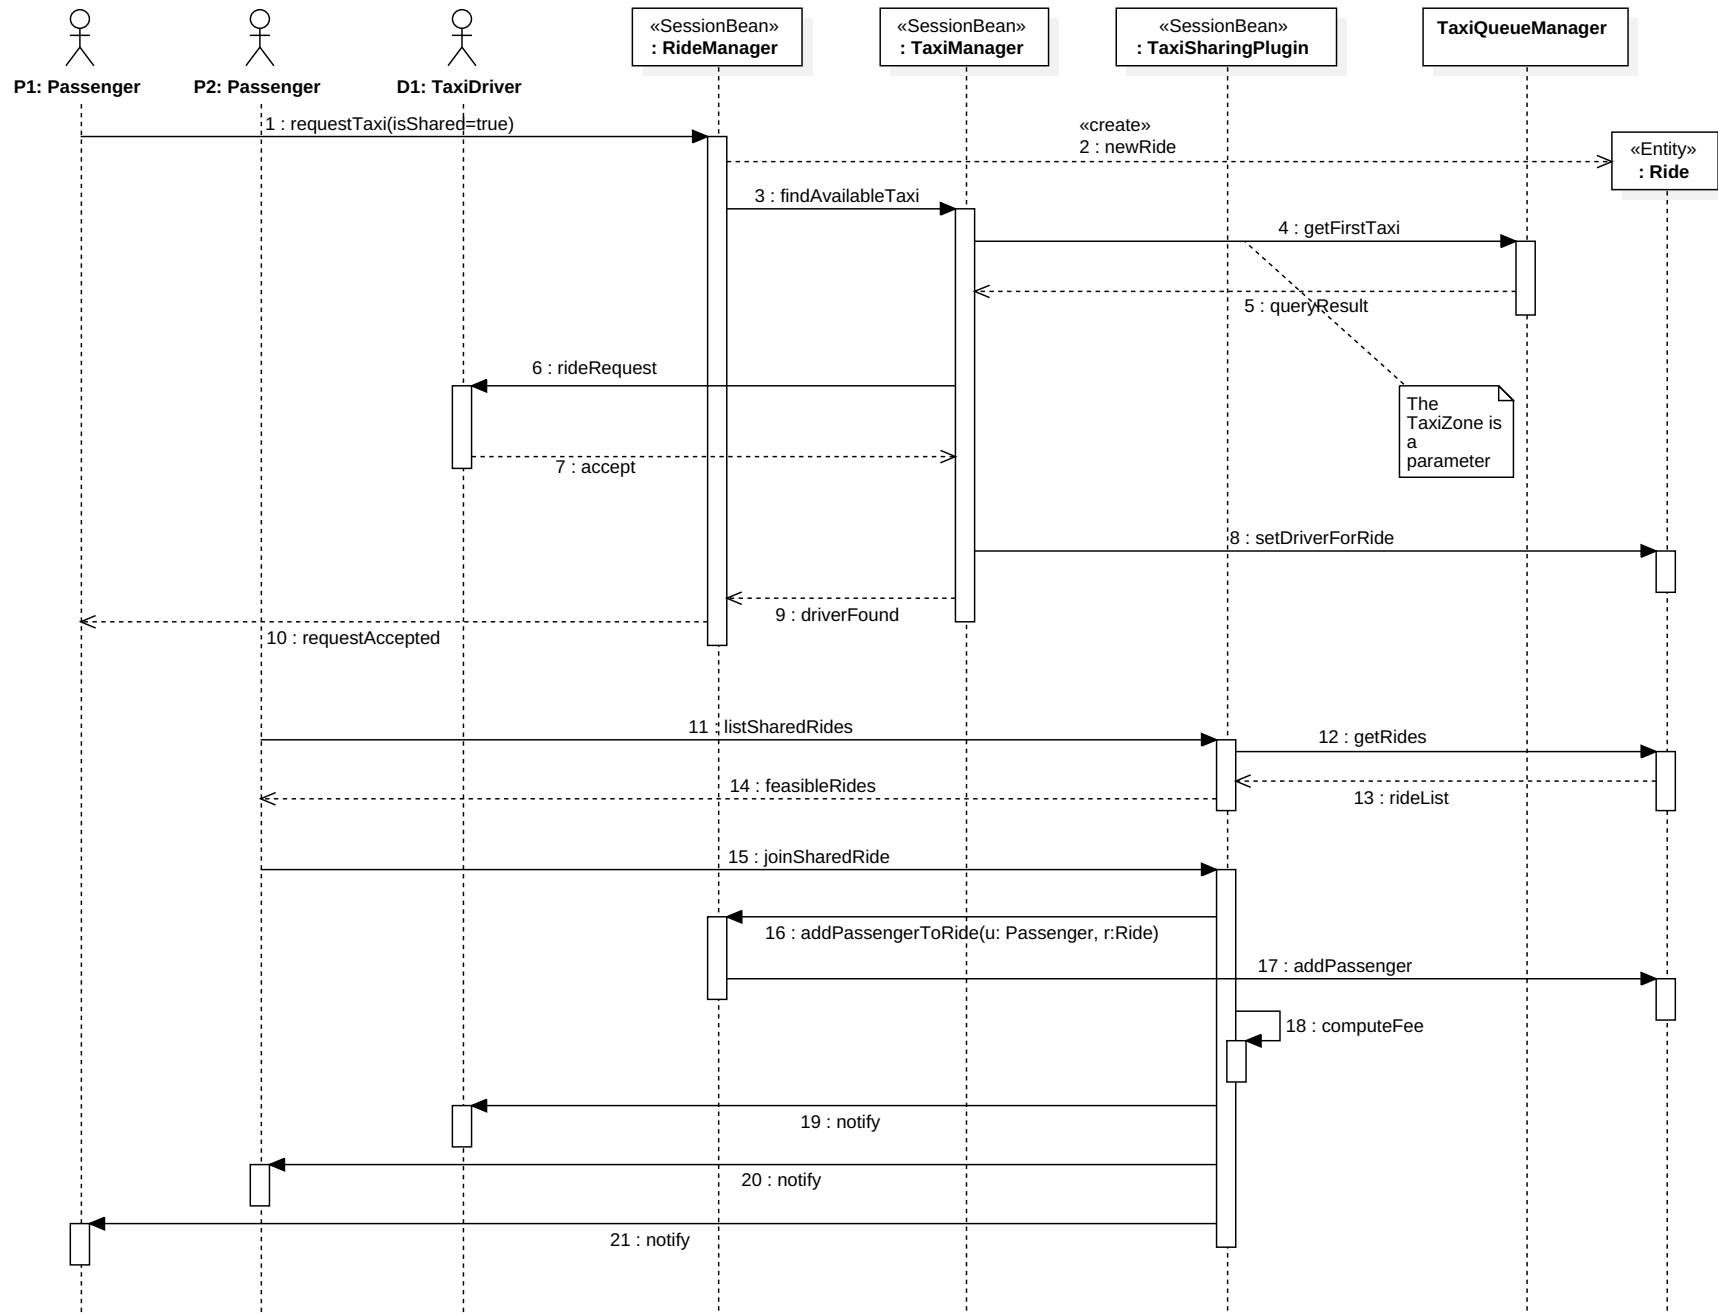 «SessionBean»
: RideManager
«SessionBean»
: TaxiManager
«SessionBean»
: TaxiSharingPlugin
TaxiQueueManager
P1: Passenger
P2: Passenger
D1: TaxiDriver
1 : requestTaxi(isShared=true)
«create»
2 : newRide
«Entity»
: Ride
3 : findAvailableTaxi
4 : getFirstTaxi
5 : queryResult
6 : rideRequest
The
TaxiZone is
a
parameter
7 : accept
8 : setDriverForRide
9 : driverFound
10 : requestAccepted
11 : listSharedRides
12 : getRides
14 : feasibleRides
13 : rideList
15 : joinSharedRide
16 : addPassengerToRide(u: Passenger, r:Ride)
17 : addPassenger
18 : computeFee
19 : notify
20 : notify
21 : notify